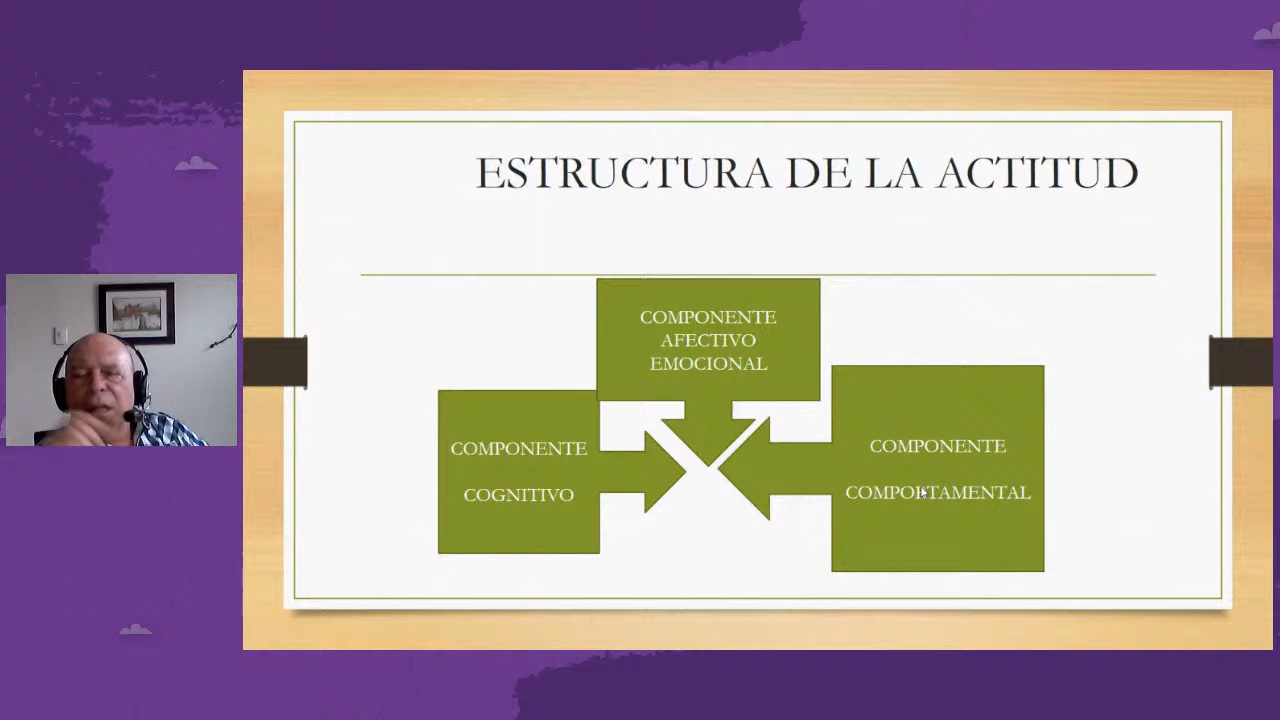 ESTRUCTURA DE LA ACTITUD
COMPONENTE
AFECTIVO
EMOCIONAL
COMPONENTE
COGNITIVO
COMPONENTE
COMPORTAMENTAL